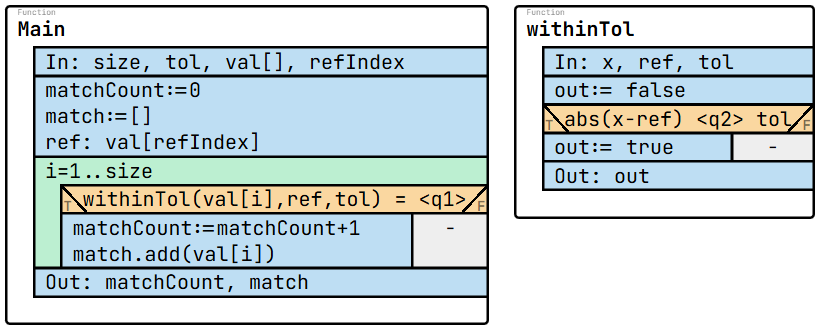 Function
Main
In: size, tol, val[], refIndex
matchCount:=0
match:=[]
ref: val[refIndex]
i=1..size
withinTol(val[i],ref,tol) = <q1>
T
F
matchCount:=matchCount+1
-
match.add(val[i])
Out: matchCount, match
Function
withinTol
In: x, ref, tol
out:= false
abs(x-ref) <q2> tol
T
F
out:= true
-
Out: out